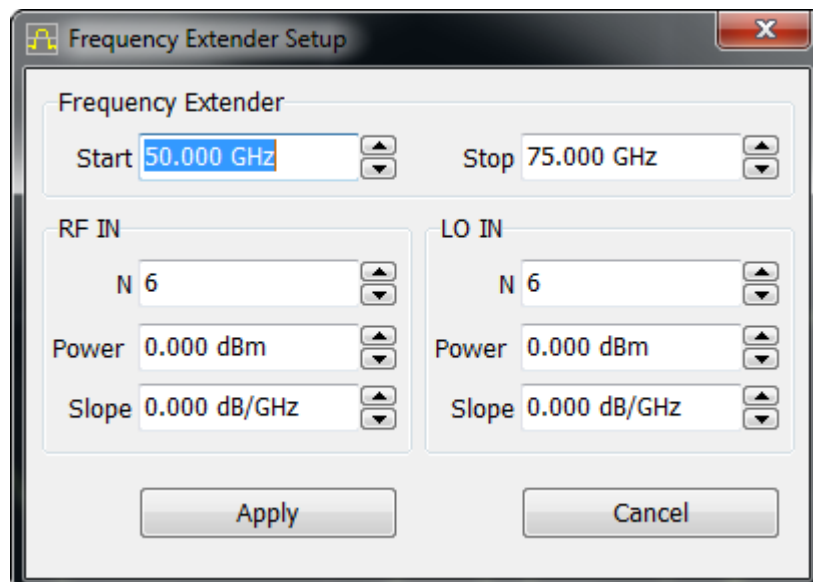 Frequency Extender Setup
Frequency Extender
Start 50.000 GHz Stop 75.000 GHz
RF IN LO IN
N 6 N 6
Power 0.000 dBm Power 0.000 dBm
Slope 0.000 dB/GHz Slope 0.000 dB/GHz
Apply Cancel